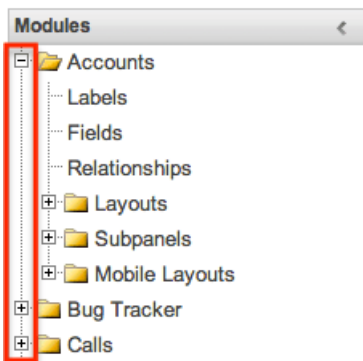 Modules
Accounts
Labels
Fields
Relationships
Layouts
Subpanels
Mobile Layouts
Bug Tracker
Calls